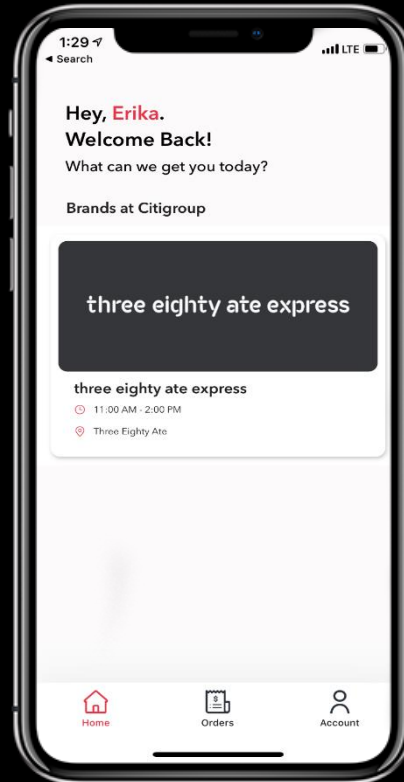 1:29
LTE
Search
Hey, Erika.
Welcome Back!
What can we get you today?
Brands at Citigroup
three eighty ate express
three eighty ate express
11:00 AM - 2:00 PM
Three Eighty Ate
$
Home
Orders
Account